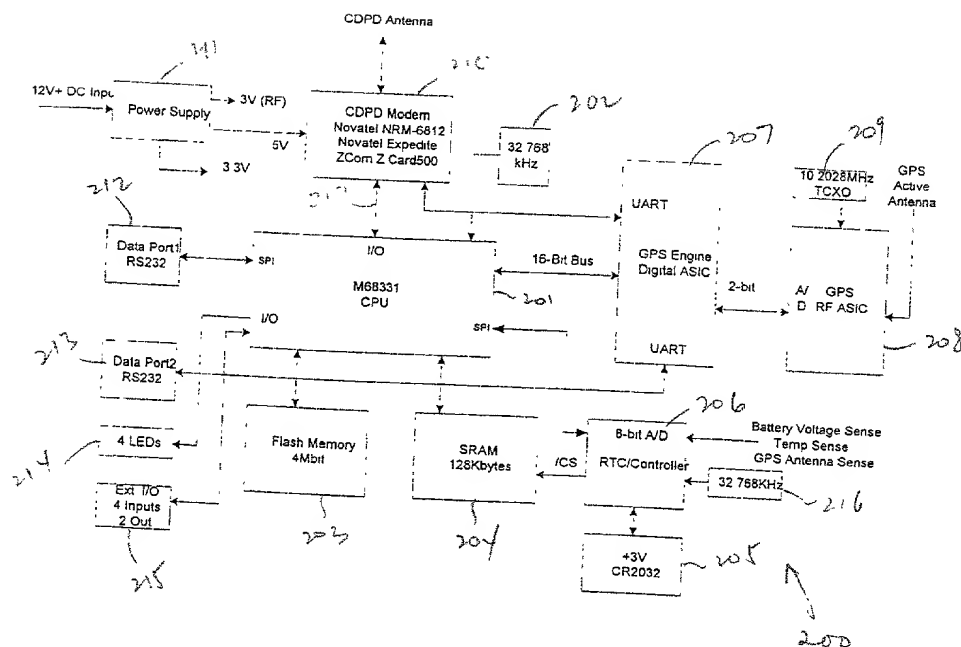 CDPD Antenna
210
12V+ DC Input
Power Supply
3V (RF)
5V
3 3V
CDPD Modem
Novatel NRM-6812
Novatel Expedite
ZCom Z Card500
202
32 768
kHz
207
209
10 2028MHz
TCXO
GPS
Active
Antenna
212
Data Port1
RS232
SPI
I/O
M68331
CPU
I/O
SPI
16-Bit Bus
201
UART
GPS Engine
Digital ASIC
UART
2-bit
A/
D
GPS
RF ASIC
208
213
Data Port2
RS232
214
4 LEDs
Ext I/O
4 Inputs
2 Out
215
Flash Memory
4Mbit
203
SRAM
128Kbytes
204
/CS
206
8-bit A/D
RTC/Controller
Battery Voltage Sense
Temp Sense
GPS Antenna Sense
32 768KHz
216
+3V
CR2032
205
200